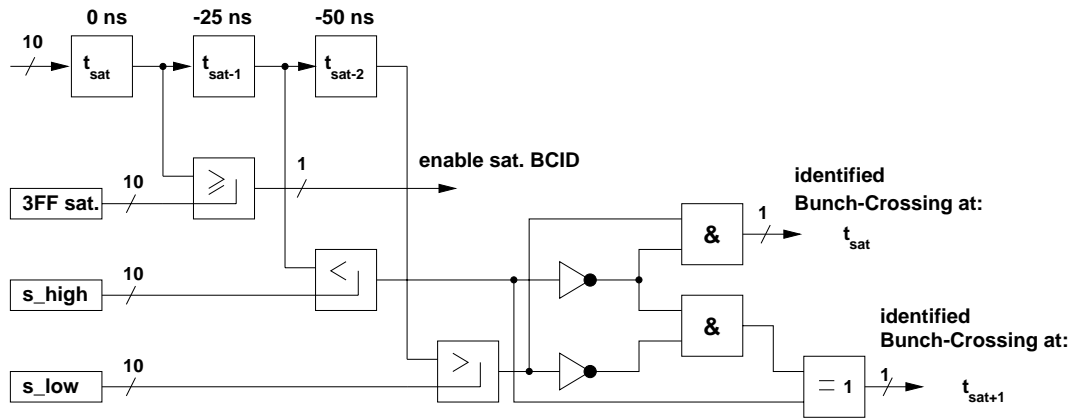 0 ns -25 ns -50 ns
10 t_sat t_sat-1 t_sat-2
enable sat. BCID
1
3FF sat. 10 ≥
identified
Bunch-Crossing at:
& 1 t_sat
s_high 10 <
identified
Bunch-Crossing at:
&
s_low 10 >
= 1 1 t_sat+1